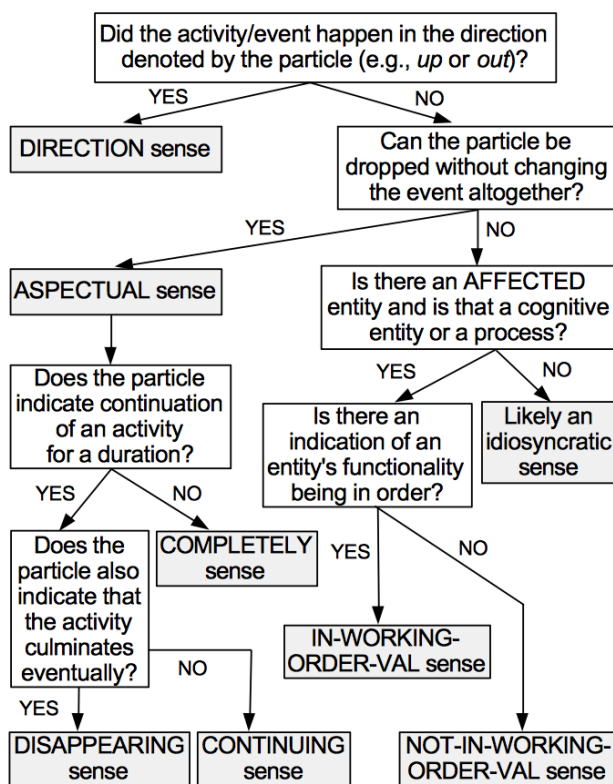 Did the activity/event happen in the direction
denoted by the particle (e.g., up or out)?
YES
NO
DIRECTION sense
Can the particle be
dropped without changing
the event altogether?
YES
NO
ASPECTUAL sense
Is there an AFFECTED
entity and is that a cognitive
entity or a process?
Does the particle
indicate continuation
of an activity
for a duration?
YES
NO
Is there an
indication of an
entity's functionality
being in order?
Likely an
idiosyncratic
sense
YES
NO
Does the
particle also
indicate that
the activity
culminates
eventually?
COMPLETELY
sense
YES
NO
IN-WORKING-
ORDER-VAL sense
YES
NO
DISAPPEARING
sense
CONTINUING
sense
NOT-IN-WORKING-
ORDER-VAL sense